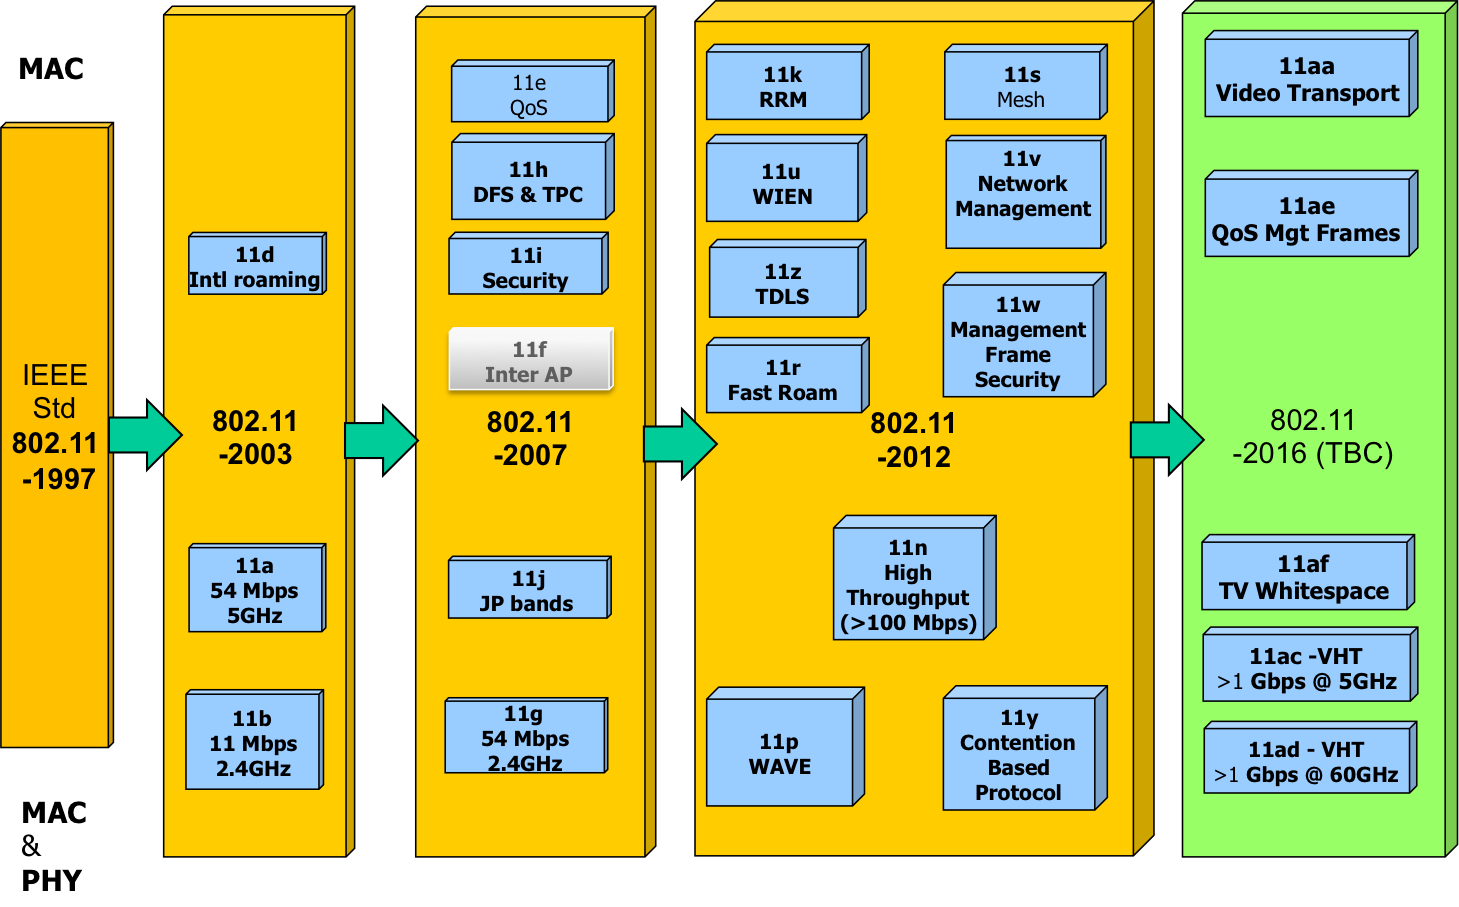 MAC
IEEE
Std
802.11
-1997
MAC
&
PHY
11d
Intl roaming
802.11
-2003
11a
54 Mbps
5GHz
11b
11 Mbps
2.4GHz
11e
QoS
11h
DFS & TPC
11i
Security
11f
Inter AP
802.11
-2007
11j
JP bands
11g
54 Mbps
2.4GHz
11k
RRM
11s
Mesh
11u
WIEN
11v
Network
Management
11z
TDLS
11w
Management
Frame
Security
11r
Fast Roam
802.11
-2012
11n
High
Throughput
(>100 Mbps)
11p
WAVE
11y
Contention
Based
Protocol
11aa
Video Transport
11ae
QoS Mgt Frames
802.11
-2016 (TBC)
11af
TV Whitespace
11ac -VHT
>1 Gbps @ 5GHz
11ad - VHT
>1 Gbps @ 60GHz